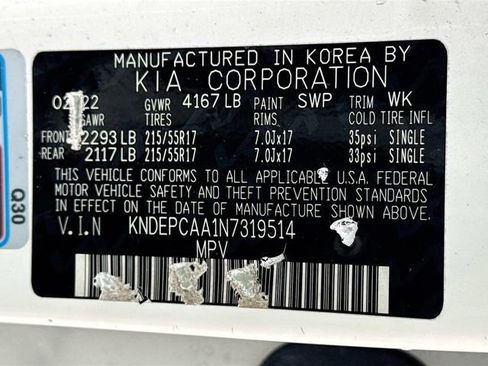 MANUFACTURED IN KOREA BY
KIA CORPORATION
GVWR 4167 LB PAINT SWP TRIM WK
GAWR TIRES RIMS. COLD TIRE INFL
FRONT 2293 LB 215/55R17 7.0Jx17 35psi SINGLE
REAR 2117 LB 215/55R17 7.0Jx17 33psi SINGLE
THIS VEHICLE CONFORMS TO ALL APPLICABLE U.S.A. FEDERAL
MOTOR VEHICLE SAFETY AND THEFT PREVENTION STANDARDS
IN EFFECT ON THE DATE OF MANUFACTURE SHOWN ABOVE.
V.I.N KNDEPCAA1N7319514
MPV
Q30